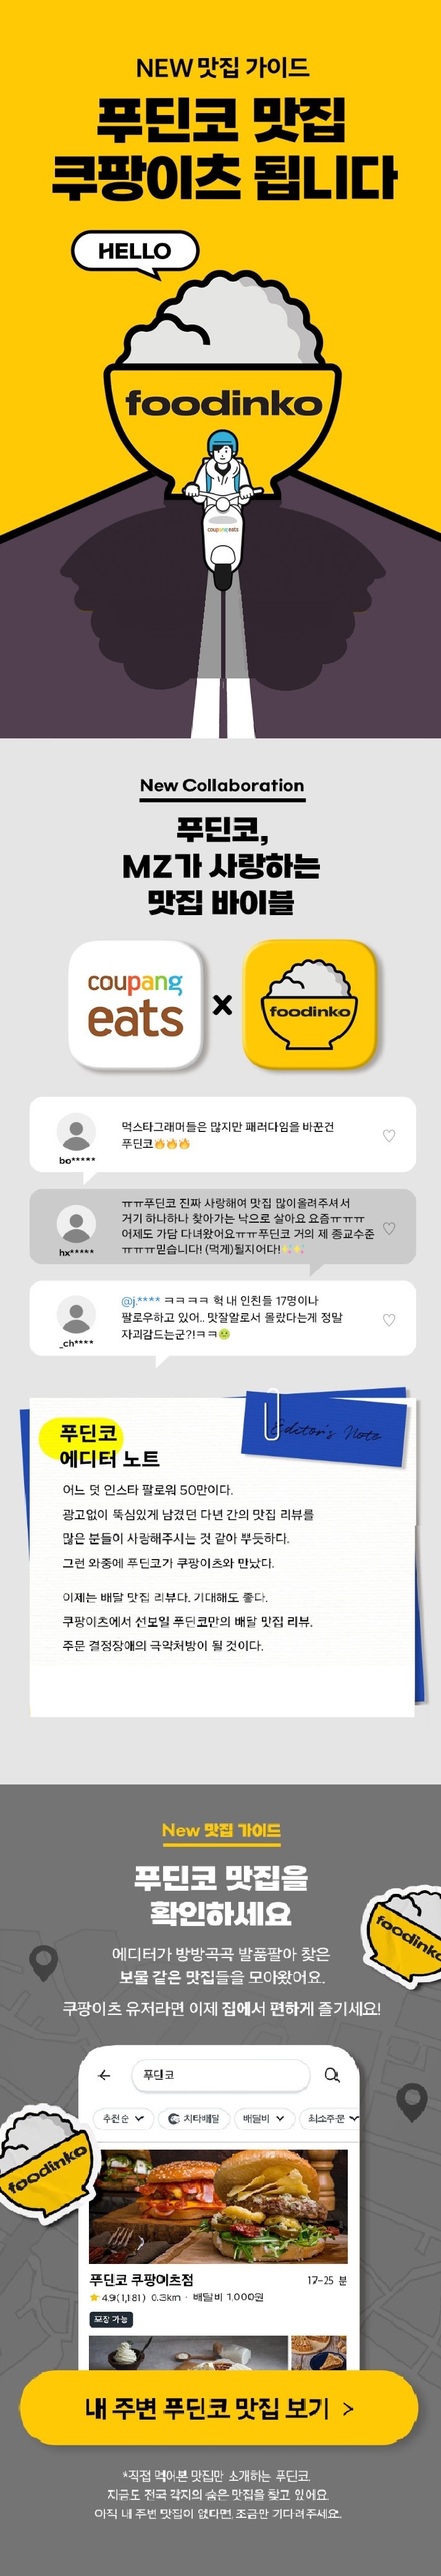 NEW 맛집 가이드
푸딘코 맛집
쿠팡이츠 됩니다
HELLO
foodinko
coupang eats
New Collaboration
푸딘코,
MZ가 사랑하는
맛집 바이블
coupang
eats
x
foodinko
먹스타그래머들은 많지만 패러다임을 바꾼건
푸딘코🔥🔥🔥
bo*****
ㅠㅠ푸딘코 진짜 사랑해여 맛집 많이올려주셔서
거기 하나하나 찾아가는 낙으로 살아요 요즘ㅠㅠㅠ
어제도 가담 다녀왔어요ㅠㅠ푸딘코 거의 제 종교수준
ㅠㅠㅠ믿습니다! (먹게)될지어다!✨✨
hx*****
@j.**** ㅋㅋㅋㅋ 헉 내 인친들 17명이나
팔로우하고 있어.. 맛잘알로서 몰랐다는게 정말
자괴감드는군?!ㅋㅋ🤢
_ch****
Editor's Note
푸딘코
에디터 노트
어느 덧 인스타 팔로워 50만이다.
광고없이 뚝심있게 남겼던 다년 간의 맛집 리뷰를
많은 분들이 사랑해주시는 것 같아 뿌듯하다.
그런 와중에 푸딘코가 쿠팡이츠와 만났다.
이제는 배달 맛집 리뷰다. 기대해도 좋다.
쿠팡이츠에서 선보일 푸딘코만의 배달 맛집 리뷰.
주문 결정장애의 극약처방이 될 것이다.
New 맛집 가이드
푸딘코 맛집을
확인하세요
foodinko
에디터가 방방곡곡 발품팔아 찾은
보물 같은 맛집들을 모아왔어요.
쿠팡이츠 유저라면 이제 집에서 편하게 즐기세요!
푸딘코
추천순 치타배달 배달비 최소주문
foodinko
푸딘코 쿠팡이츠점 17-25 분
4.9(1,181) 0.3km · 배달비 1,000원
포장 가능
내 주변 푸딘코 맛집 보기 >
*직접 먹어본 맛집만 소개하는 푸딘코.
지금도 전국 각지의 숨은 맛집을 찾고 있어요.
아직 내 주변 맛집이 없다면, 조금만 기다려주세요.